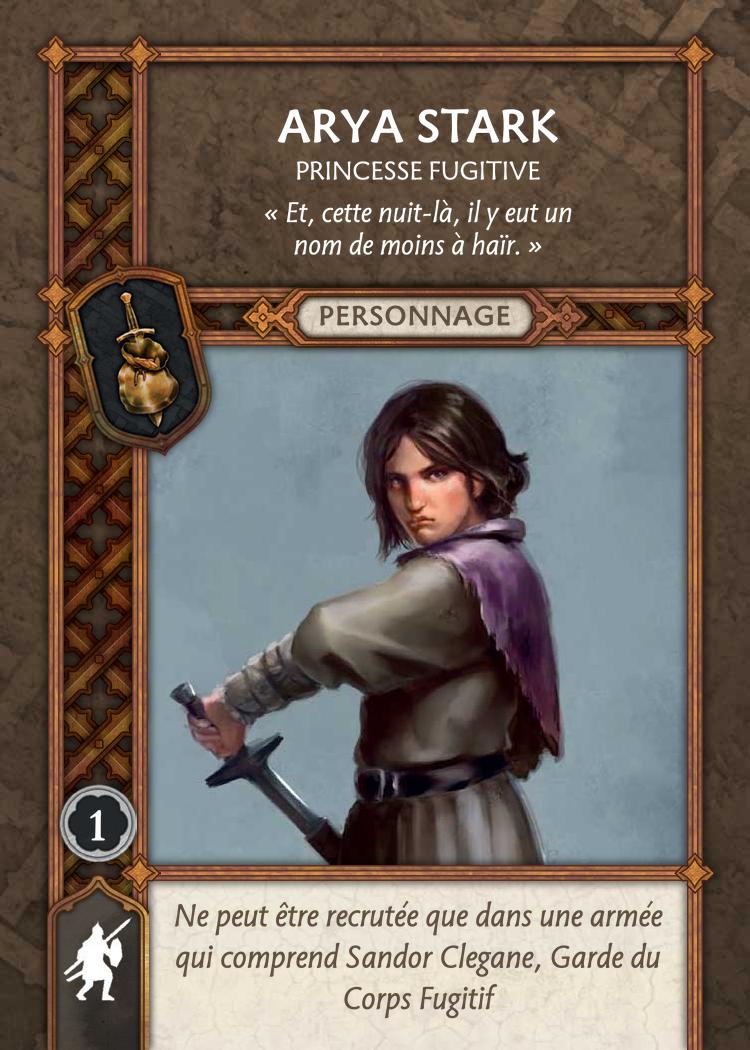 ARYA STARK
PRINCESSE FUGITIVE
« Et, cette nuit-là, il y eut un
nom de moins à haïr. »
PERSONNAGE
1
Ne peut être recrutée que dans une armée
qui comprend Sandor Clegane, Garde du
Corps Fugitif